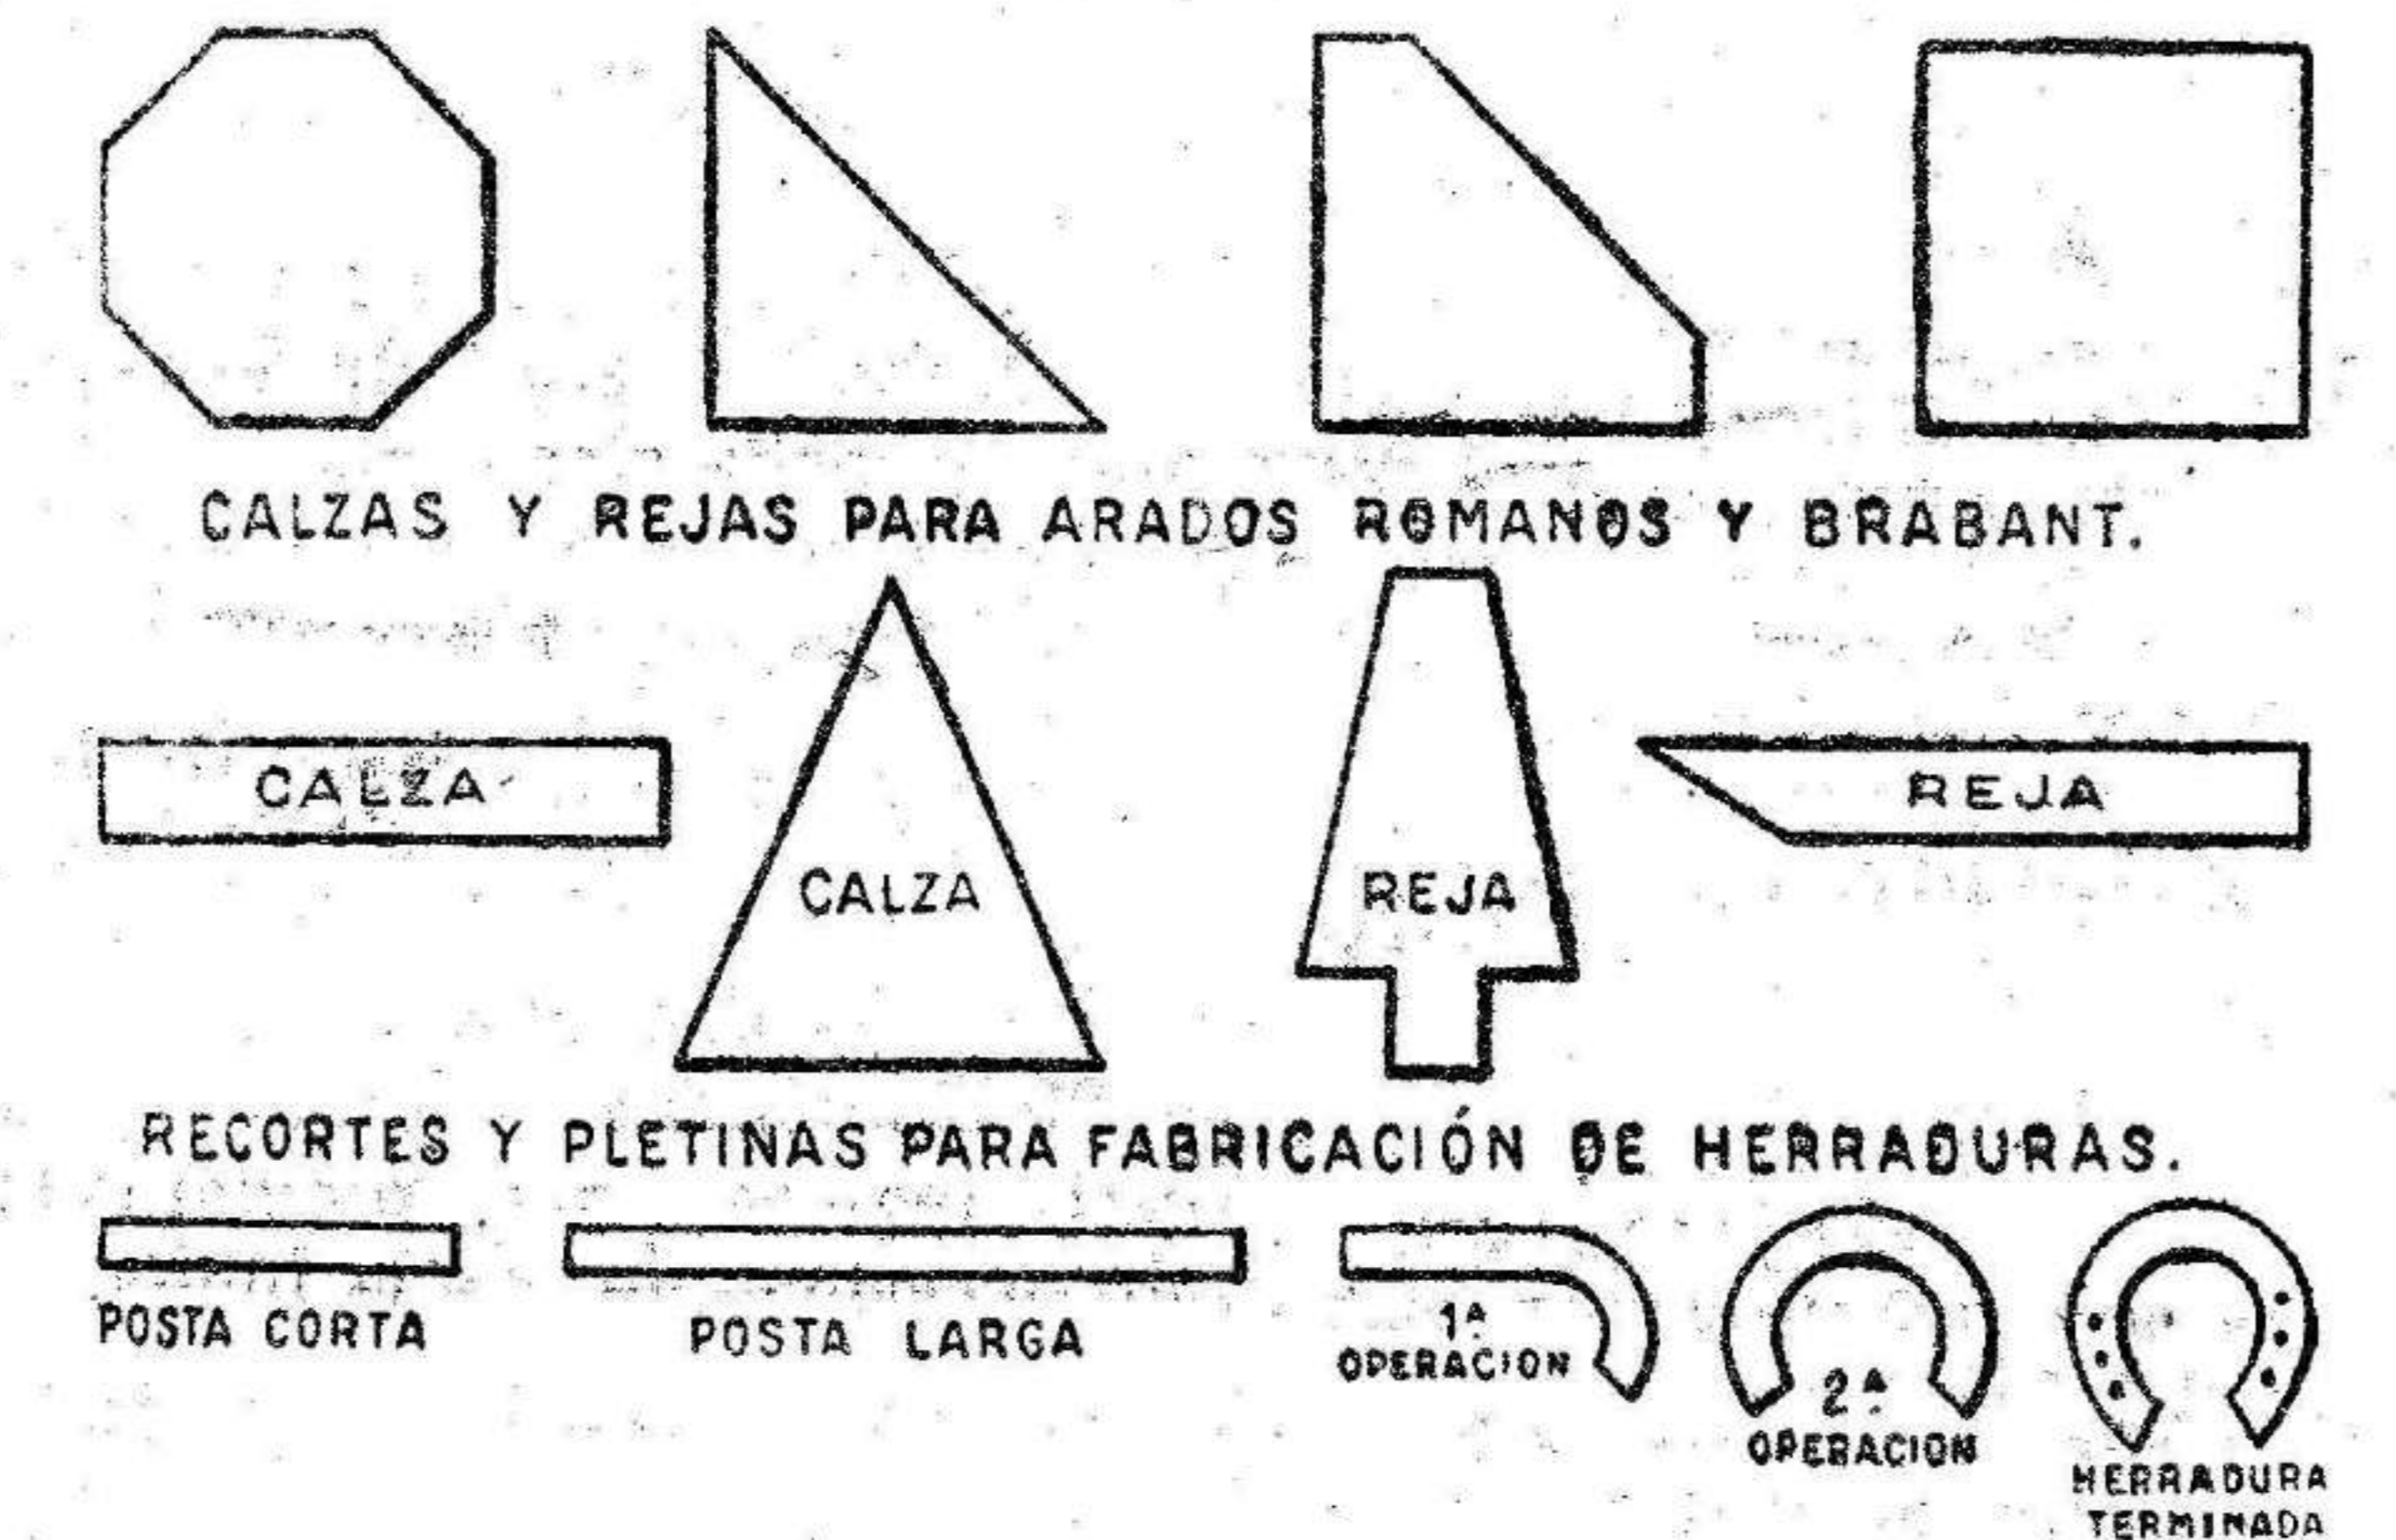 CALZAS Y REJAS PARA ARADOS ROMANOS Y BRABANT.
CALZA
CALZA
REJA
REJA
RECORTES Y PLETINAS PARA FABRICACIÓN DE HERRADURAS.
POSTA CORTA
POSTA LARGA
1ª
OPERACION
2ª
OPERACION
HERRADURA
TERMINADA